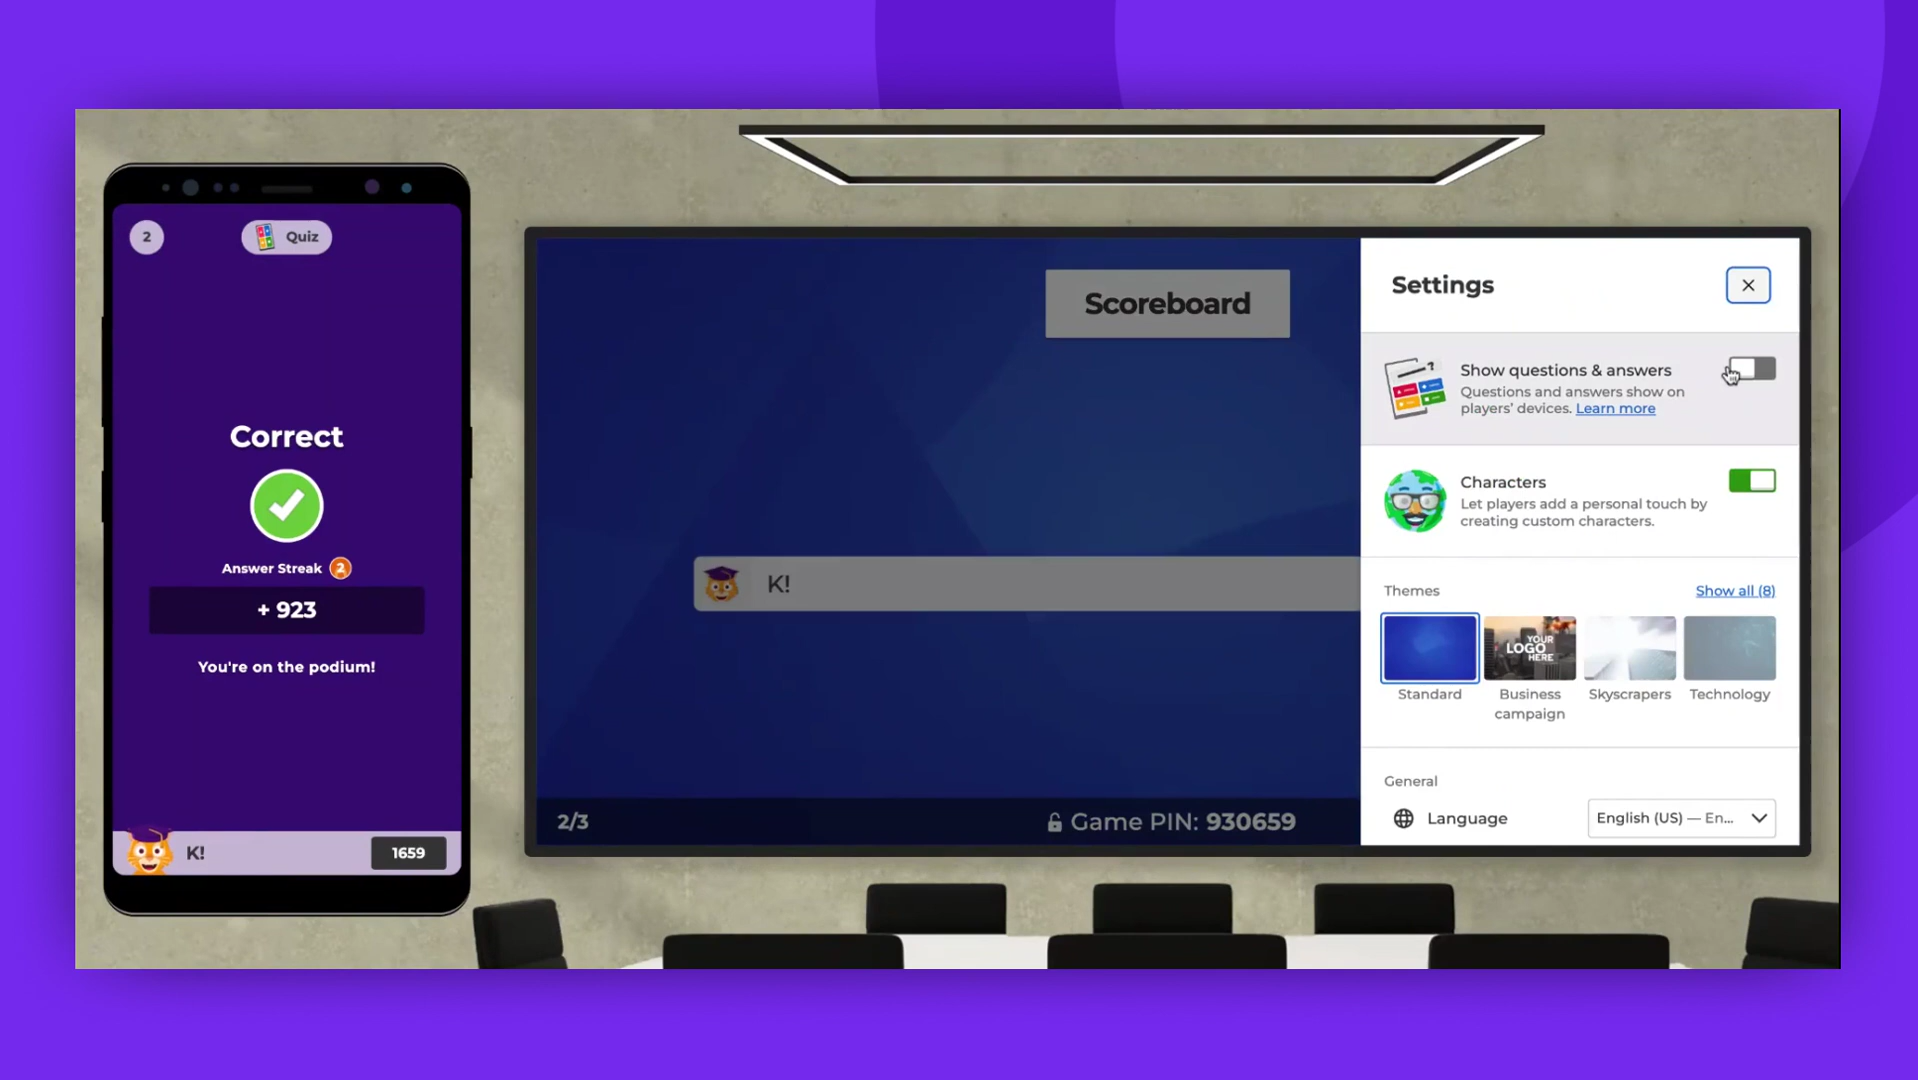 2
Quiz
Correct
Answer Streak 2
+ 923
You're on the podium!
K!
1659
Scoreboard
K!
2/3
Game PIN: 930659
Settings
Show questions & answers
Questions and answers show on
players' devices. Learn more
Characters
Let players add a personal touch by
creating custom characters.
Themes
Show all (8)
YOUR
LOGO
HERE
Standard
Business
campaign
Skyscrapers
Technology
General
Language
English (US) — En...